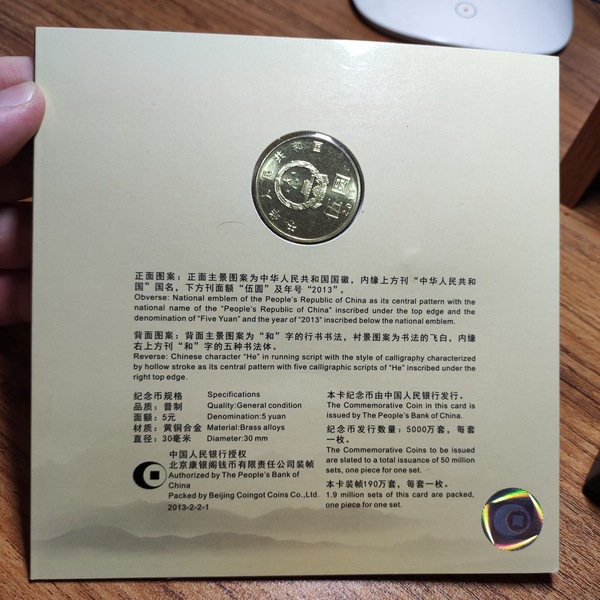 中华人民共和国
伍圆
正面图案：正面主景图案为中华人民共和国国徽，内缘上方刊“中华人民共和
国”国名，下方刊面额“伍圆”及年号“2013”。
Obverse: National emblem of the People's Republic of China as its central pattern with the
national name of the “People's Republic of China” inscribed under the top edge and the
denomination of “Five Yuan” and the year of “2013” inscribed below the national emblem.
背面图案：背面主景图案为“和”字的行书书法，衬景图案为书法的飞白，内缘
右上方刊“和”字的五种书法体。
Reverse: Chinese character “He” in running script with the style of calligraphy characterized
by hollow stroke as its central pattern with five calligraphic scripts of “He” inscribed under the
right top edge.
纪念币规格 Specifications
品质：普制 Quality:General condition
面额：5元 Denomination:5 yuan
材质：黄铜合金 Material:Brass alloys
直径：30毫米 Diameter:30 mm
中国人民银行授权
北京康银阁钱币有限责任公司装帧
Authorized by The People's Bank of
China
Packed by Beijing Coingot Coins Co.,Ltd.
2013-2-2-1
本卡纪念币由中国人民银行发行。
The Commemorative Coin in this card is
issued by The People's Bank of China.
纪念币发行数量：5000万套，每套
一枚。
The Commemorative Coins to be issued
are slated to a total issuance of 50 million
sets, one piece for one set.
本卡装帧190万套，每套一枚。
1.9 million sets of this card are packed,
one piece for one set.